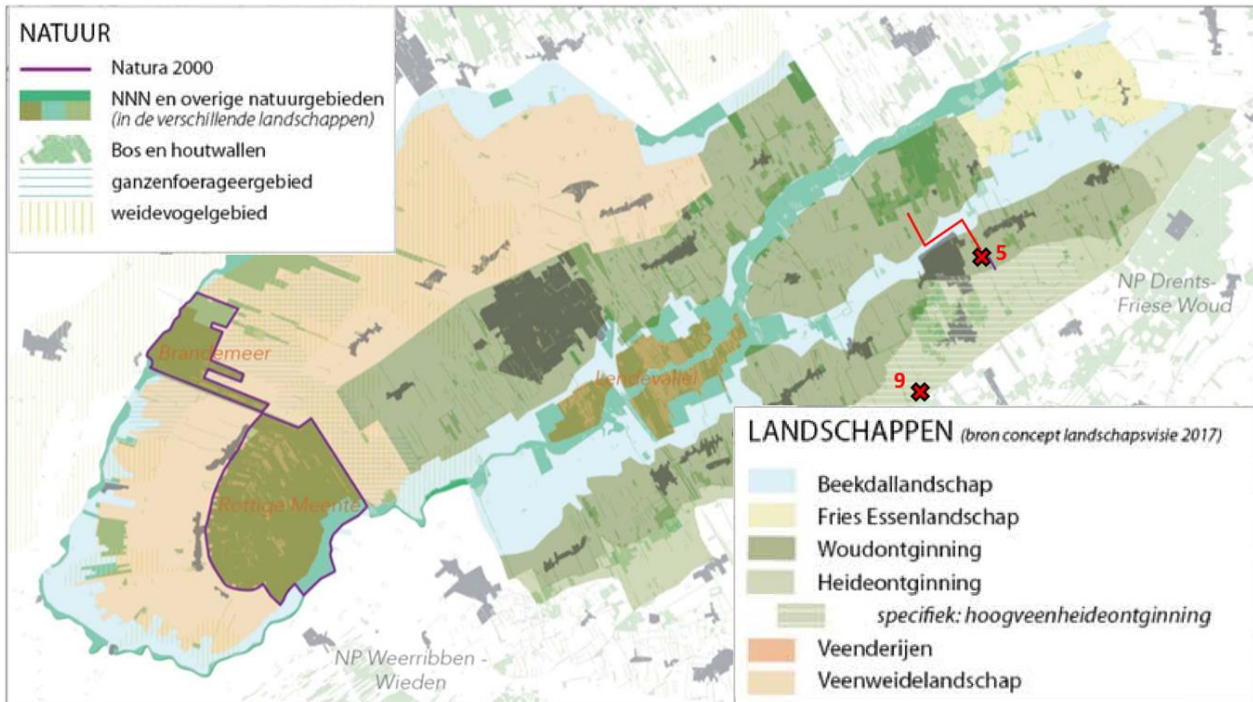 NATUUR
Natura 2000
NNN en overige natuurgebieden
(in de verschillende landschappen)
Bos en houtwallen
ganzenfoerageergebied
weidevogelgebied
5
NP Drents-
Friese Woud
Brandemeer
Lendevallei
9
Rottige Meente
NP Weerribben -
Wieden
LANDSCHAPPEN (bron concept landschapsvisie 2017)
Beekdallandschap
Fries Essenlandschap
Woudontginning
Heideontginning
specifiek: hoogveenheideontginning
Veenderijen
Veenweidelandschap